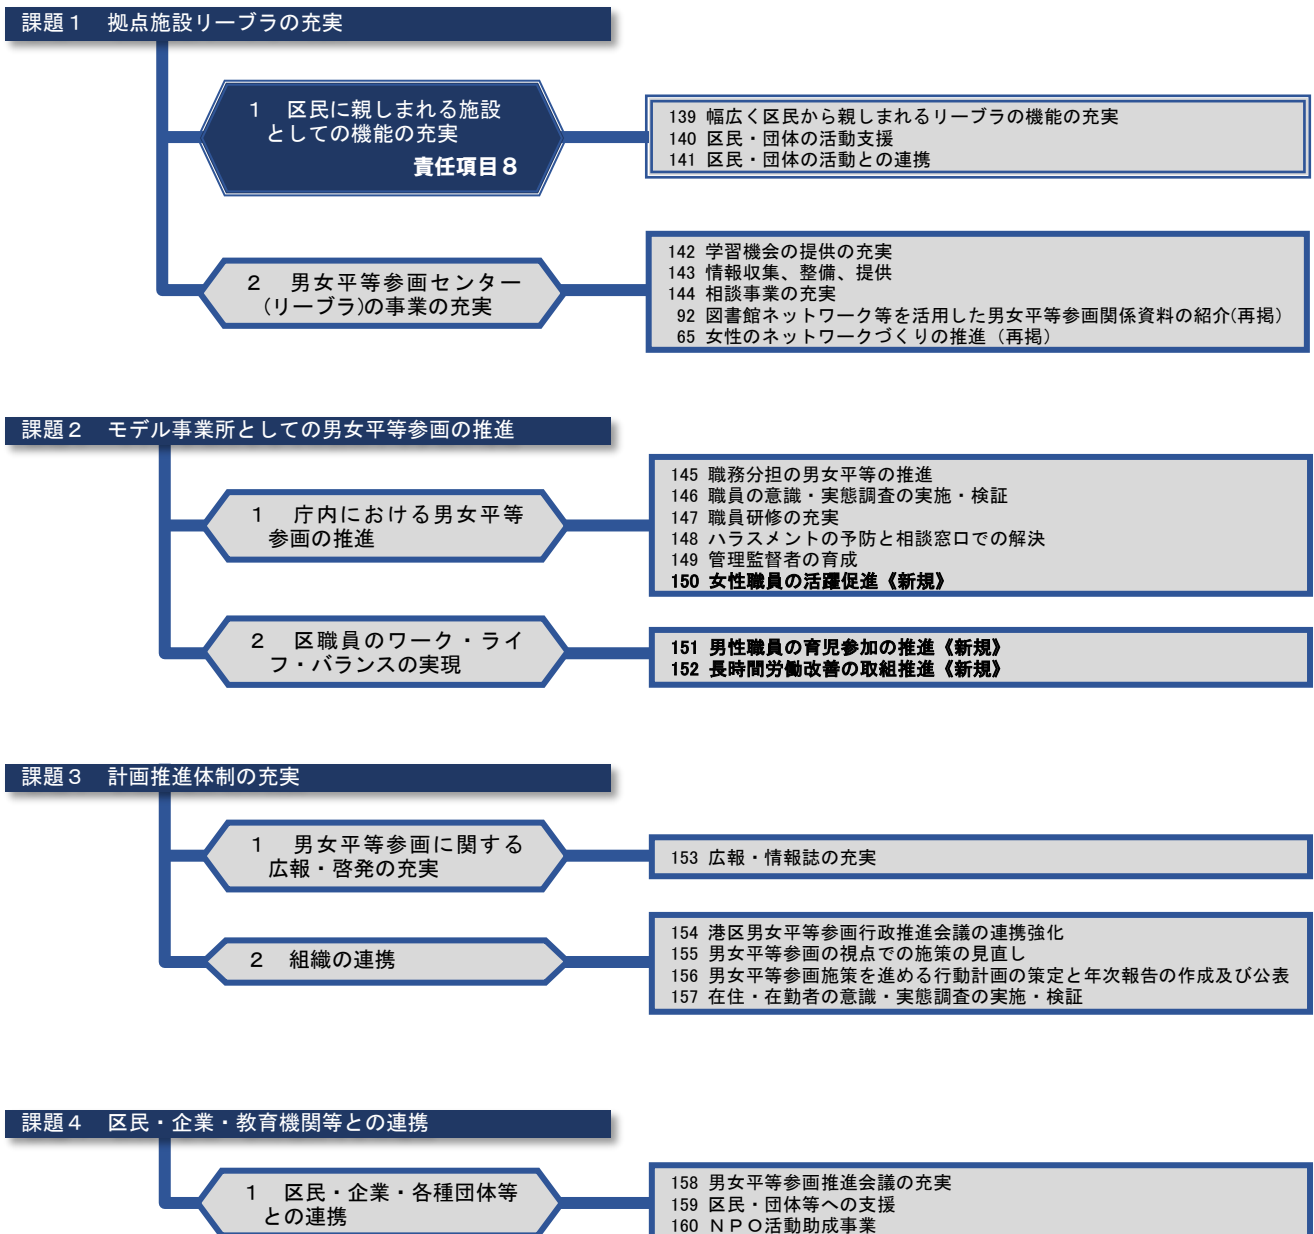 課題１　拠点施設リーブラの充実
１　区民に親しまれる施設
としての機能の充実
責任項目８
139 幅広く区民から親しまれるリーブラの機能の充実
140 区民・団体の活動支援
141 区民・団体の活動との連携
２　男女平等参画センター
(リーブラ)の事業の充実
142 学習機会の提供の充実
143 情報収集、整備、提供
144 相談事業の充実
92 図書館ネットワーク等を活用した男女平等参画関係資料の紹介(再掲)
65 女性のネットワークづくりの推進（再掲）
課題２　モデル事業所としての男女平等参画の推進
１　庁内における男女平等
参画の推進
145 職務分担の男女平等の推進
146 職員の意識・実態調査の実施・検証
147 職員研修の充実
148 ハラスメントの予防と相談窓口での解決
149 管理監督者の育成
150 女性職員の活躍促進《新規》
２　区職員のワーク・ライ
フ・バランスの実現
151 男性職員の育児参加の推進《新規》
152 長時間労働改善の取組推進《新規》
課題３　計画推進体制の充実
１　男女平等参画に関する
広報・啓発の充実
153 広報・情報誌の充実
２　組織の連携
154 港区男女平等参画行政推進会議の連携強化
155 男女平等参画の視点での施策の見直し
156 男女平等参画施策を進める行動計画の策定と年次報告の作成及び公表
157 在住・在勤者の意識・実態調査の実施・検証
課題４　区民・企業・教育機関等との連携
１　区民・企業・各種団体等
との連携
158 男女平等参画推進会議の充実
159 区民・団体等への支援
160 ＮＰＯ活動助成事業